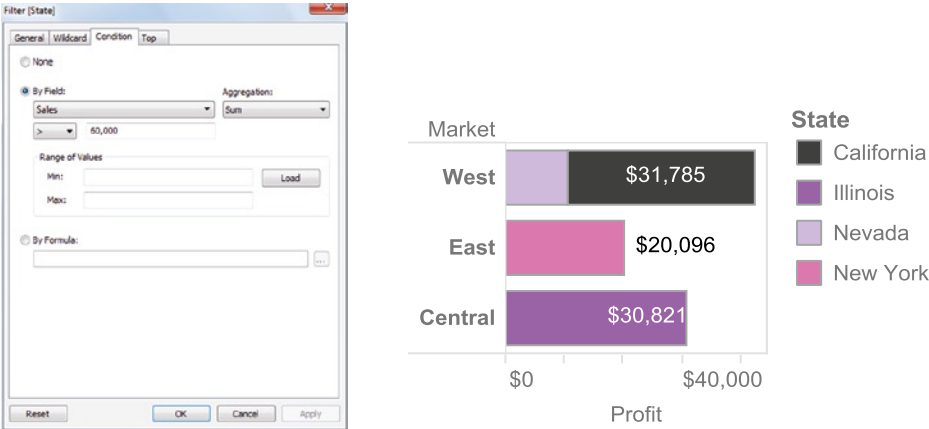 Filter [State]
General Wildcard Condition Top
None
By Field: Aggregation:
Sales Sum
> 60,000
Range of Values
Min: Load
Max:
By Formula:
...
Reset OK Cancel Apply
Market
West $31,785
East $20,096
Central $30,821
$0 $40,000
Profit
State
California
Illinois
Nevada
New York